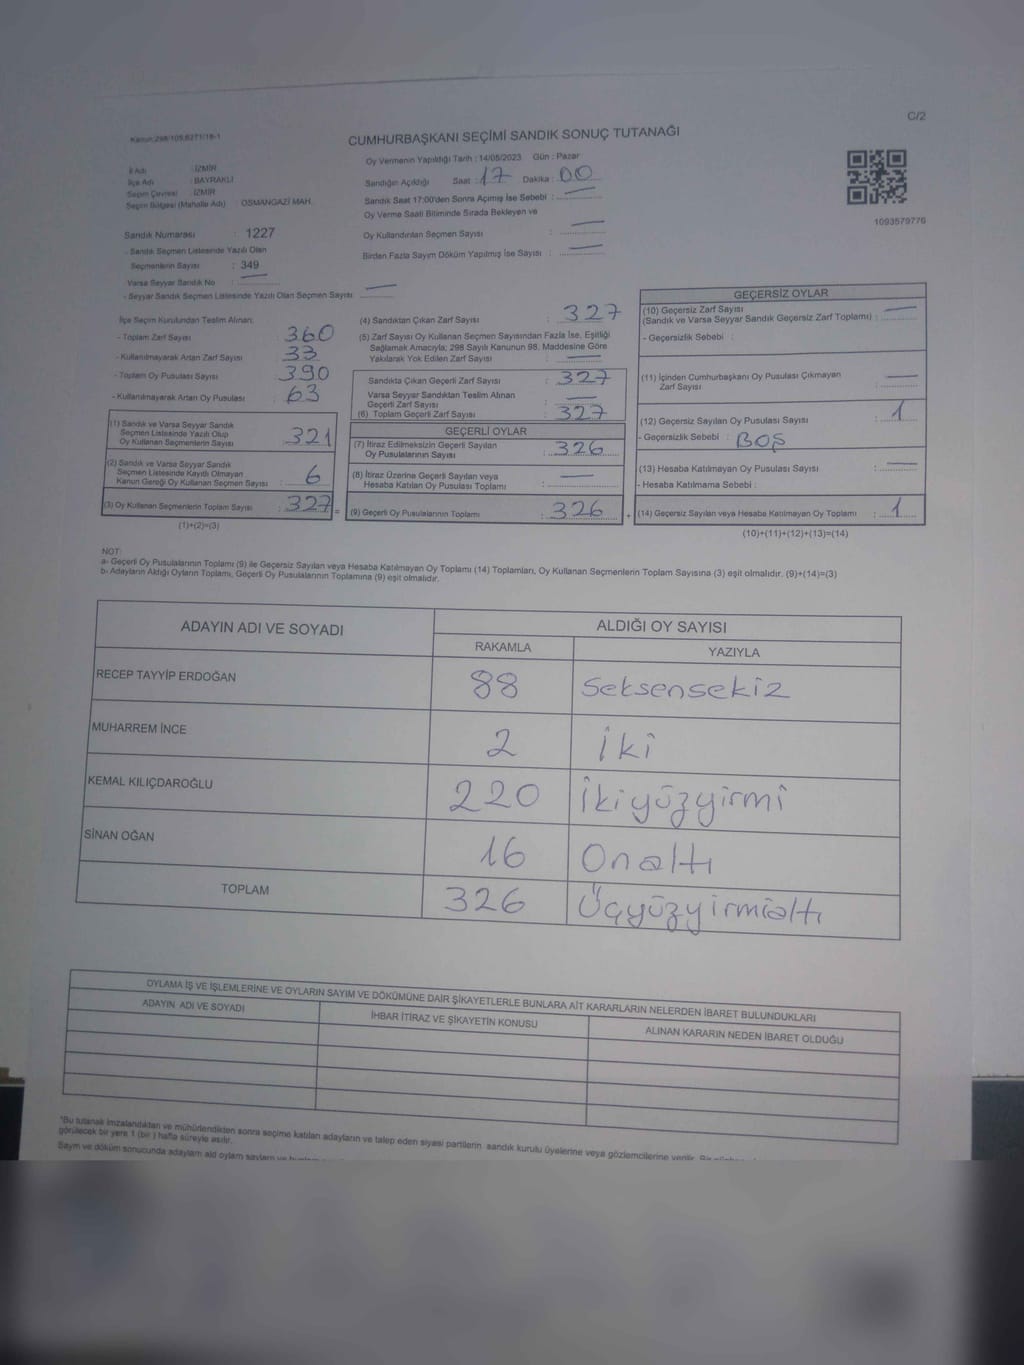 C/2
Kanun:298/105,6271/18-1
CUMHURBAŞKANI SEÇİMİ SANDIK SONUÇ TUTANAĞI
İl Adı : İZMİR
İlçe Adı : BAYRAKLI
Seçim Çevresi : İZMİR
Seçim Bölgesi (Mahalle Adı) OSMANGAZİ MAH.
Oy Vermenin Yapıldığı Tarih : 14/05/2023 Gün : Pazar
Sandığın Açıldığı Saat : 17 Dakika : 00
Sandık Saat 17:00'den Sonra Açımış İse Sebebi : —
Oy Verme Saati Bitiminde Sırada Bekleyen ve
Oy Kullandırılan Seçmen Sayısı : —
Birden Fazla Sayım Döküm Yapılmış İse Sayısı : —
1093579776
Sandık Numarası : 1227
- Sandık Seçmen Listesinde Yazılı Olan
Seçmenlerin Sayısı : 349
Varsa Seyyar Sandık No : —
- Seyyar Sandık Seçmen Listesinde Yazılı Olan Seçmen Sayısı : —
İlçe Seçim Kurulundan Teslim Alınan;
- Toplam Zarf Sayısı : 360
- Kullanılmayarak Artan Zarf Sayısı : 33
- Toplam Oy Pusulası Sayısı : 390
- Kullanılmayarak Artan Oy Pusulası : 63
(1) Sandık ve Varsa Seyyar Sandık
Seçmen Listesinde Yazılı Olup
Oy Kullanan Seçmenlerin Sayısı : 321
(2) Sandık ve Varsa Seyyar Sandık
Seçmen Listesinde Kayıtlı Olmayan
Kanun Gereği Oy Kullanan Seçmen Sayısı : 6
(3) Oy Kullanan Seçmenlerin Toplam Sayısı : 327 =
(1)+(2)=(3)
(4) Sandıktan Çıkan Zarf Sayısı : 327
(5) Zarf Sayısı Oy Kullanan Seçmen Sayısından Fazla İse, Eşitliği
Sağlamak Amacıyla; 298 Sayılı Kanunun 98. Maddesine Göre
Yakılarak Yok Edilen Zarf Sayısı : —
Sandıkta Çıkan Geçerli Zarf Sayısı : 327
Varsa Seyyar Sandıktan Teslim Alınan
Geçerli Zarf Sayısı : —
(6) Toplam Geçerli Zarf Sayısı : 327
GEÇERLİ OYLAR
(7) İtiraz Edilmeksizin Geçerli Sayılan
Oy Pusulalarının Sayısı : 326
(8) İtiraz Üzerine Geçerli Sayılan veya
Hesaba Katılan Oy Pusulası Toplamı : —
(9) Geçerli Oy Pusulalarının Toplamı : 326 +
GEÇERSİZ OYLAR
(10) Geçersiz Zarf Sayısı
(Sandık ve Varsa Seyyar Sandık Geçersiz Zarf Toplamı) : —
- Geçersizlik Sebebi :
(11) İçinden Cumhurbaşkanı Oy Pusulası Çıkmayan
Zarf Sayısı : —
(12) Geçersiz Sayılan Oy Pusulası Sayısı : 1
- Geçersizlik Sebebi : BOŞ
(13) Hesaba Katılmayan Oy Pusulası Sayısı : —
- Hesaba Katılmama Sebebi :
(14) Geçersiz Sayılan veya Hesaba Katılmayan Oy Toplamı : 1
(10)+(11)+(12)+(13)=(14)
NOT:
a- Geçerli Oy Pusulalarının Toplamı (9) ile Geçersiz Sayılan veya Hesaba Katılmayan Oy Toplamı (14) Toplamları, Oy Kullanan Seçmenlerin Toplam Sayısına (3) eşit olmalıdır. (9)+(14)=(3)
b- Adayların Aldığı Oyların Toplamı, Geçerli Oy Pusulalarının Toplamına (9) eşit olmalıdır.
ADAYIN ADI VE SOYADI ALDIĞI OY SAYISI
RAKAMLA YAZIYLA
RECEP TAYYİP ERDOĞAN 88 Seksensekiz
MUHARREM İNCE 2 İki
KEMAL KILIÇDAROĞLU 220 İkiyüzyirmi
SİNAN OĞAN 16 Onaltı
TOPLAM 326 Üçyüzyirmialtı
OYLAMA İŞ VE İŞLEMLERİNE VE OYLARIN SAYIM VE DÖKÜMÜNE DAİR ŞİKAYETLERLE BUNLARA AİT KARARLARIN NELERDEN İBARET BULUNDUKLARI
ADAYIN ADI VE SOYADI İHBAR İTİRAZ VE ŞİKAYETİN KONUSU ALINAN KARARIN NEDEN İBARET OLDUĞU
*Bu tutanak imzalandıktan ve mühürlendikten sonra seçime katılan adayların ve talep eden siyasi partilerin sandık kurulu üyelerine veya gözlemcilerine verilir. Bir
görülecek bir yere 1 (bir) hafta süreyle asılır.
Sayım ve döküm sonucunda